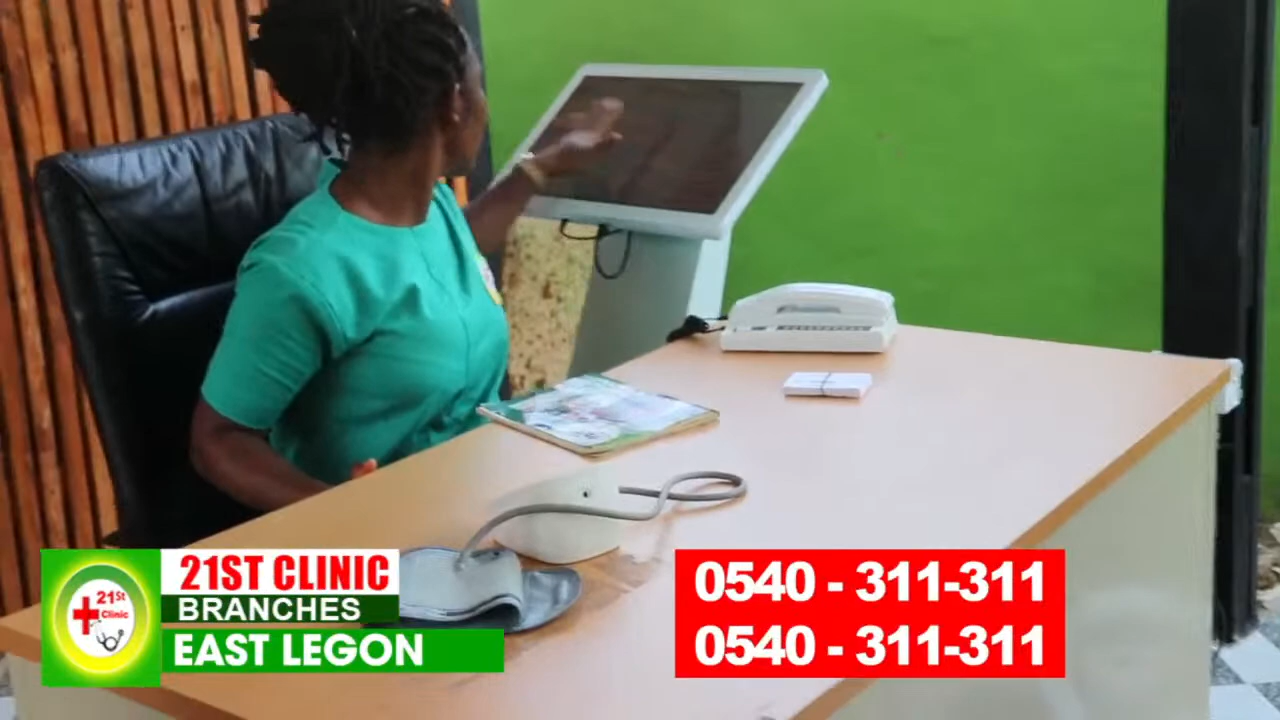 21St
Clinic
21ST CLINIC
BRANCHES
EAST LEGON
0540 - 311-311
0540 - 311-311